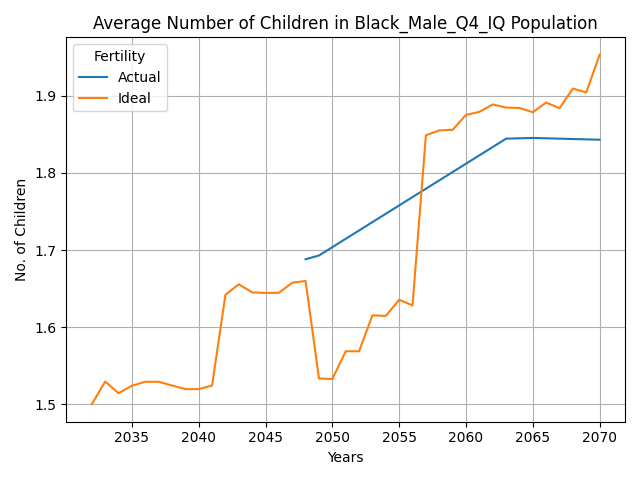 Average Number of Children in Black_Male_Q4_IQ Population
Fertility
Actual
Ideal
No. of Children
1.9
1.8
1.7
1.6
1.5
2035 2040 2045 2050 2055 2060 2065 2070
Years